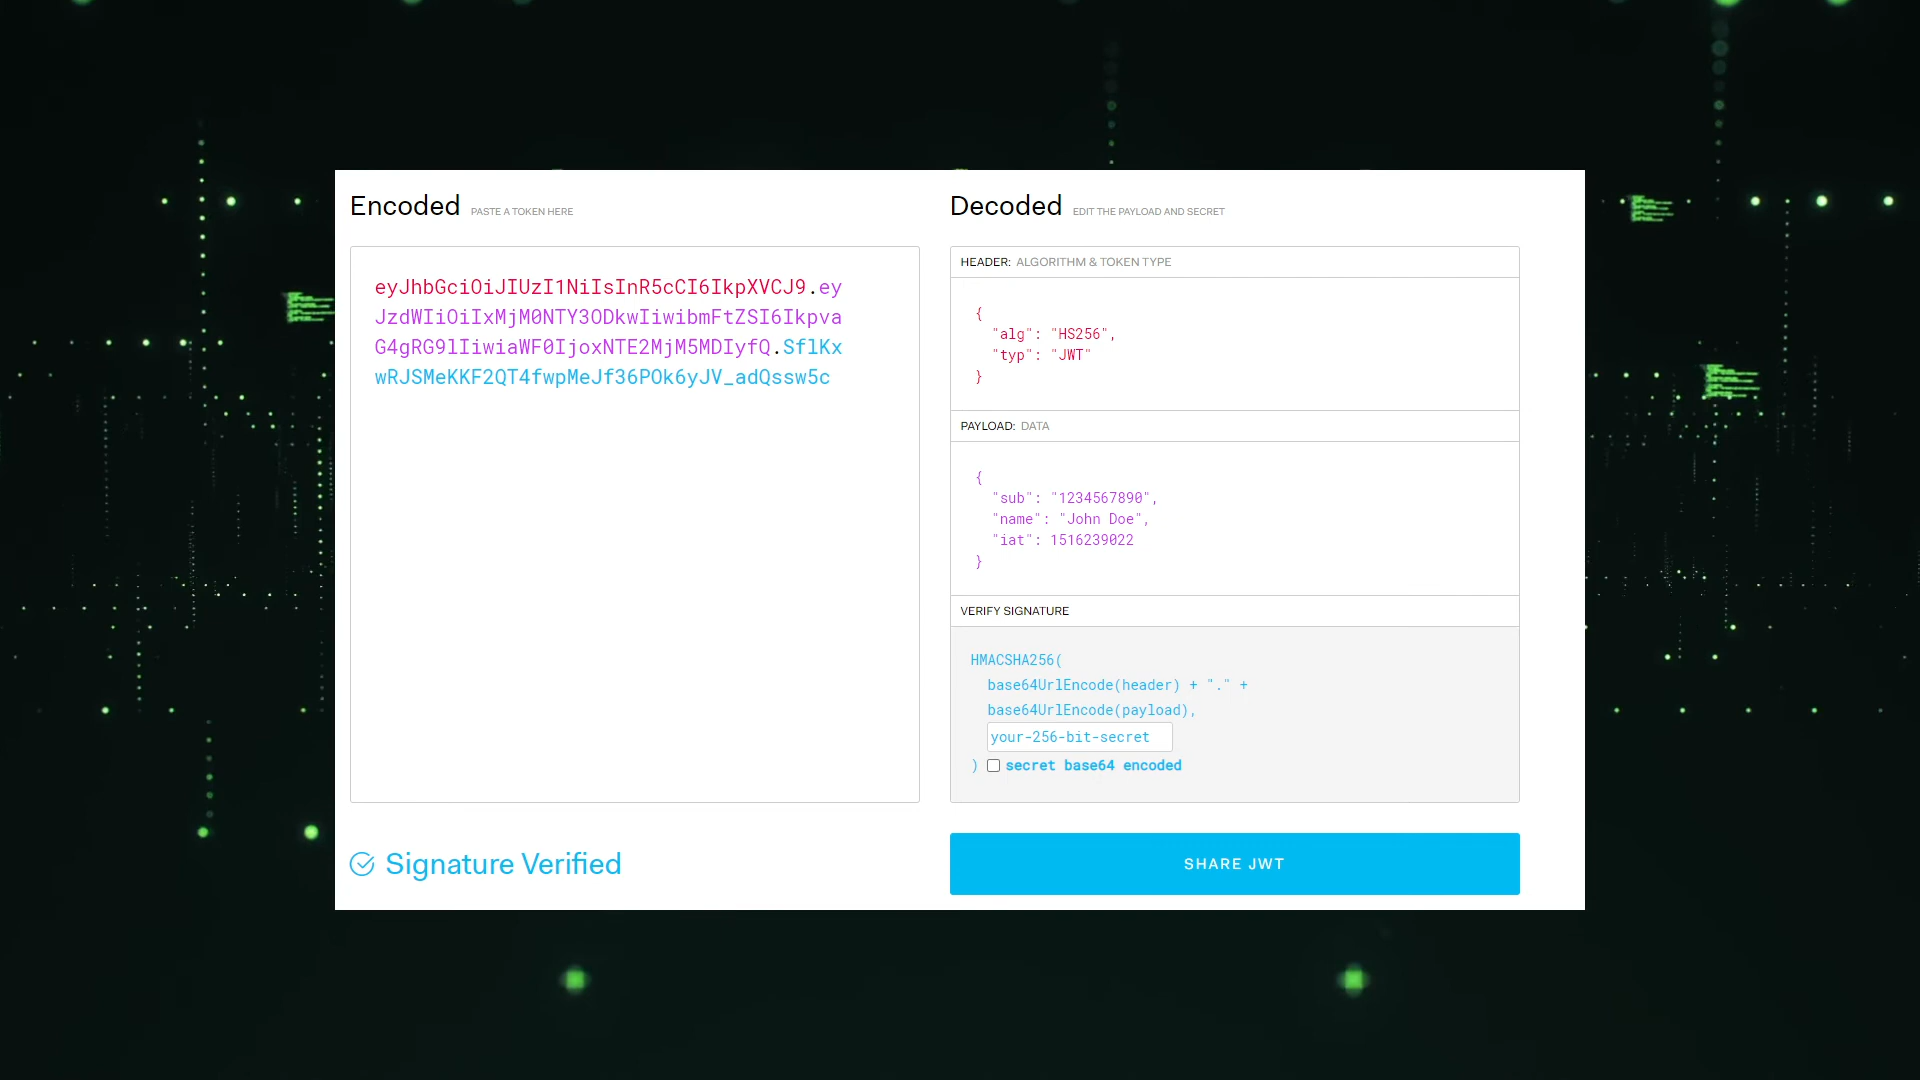 Encoded PASTE A TOKEN HERE
eyJhbGciOiJIUzI1NiIsInR5cCI6IkpXVCJ9.ey
JzdWIiOiIxMjM0NTY3ODkwIiwibmFtZSI6Ikpva
G4gRG9lIiwiaWF0IjoxNTE2MjM5MDIyfQ.SflKx
wRJSMeKKF2QT4fwpMeJf36POk6yJV_adQssw5c
Signature Verified
Decoded EDIT THE PAYLOAD AND SECRET
HEADER: ALGORITHM & TOKEN TYPE
{
"alg": "HS256",
"typ": "JWT"
}
PAYLOAD: DATA
{
"sub": "1234567890",
"name": "John Doe",
"iat": 1516239022
}
VERIFY SIGNATURE
HMACSHA256(
base64UrlEncode(header) + "." +
base64UrlEncode(payload),
your-256-bit-secret
) secret base64 encoded
SHARE JWT